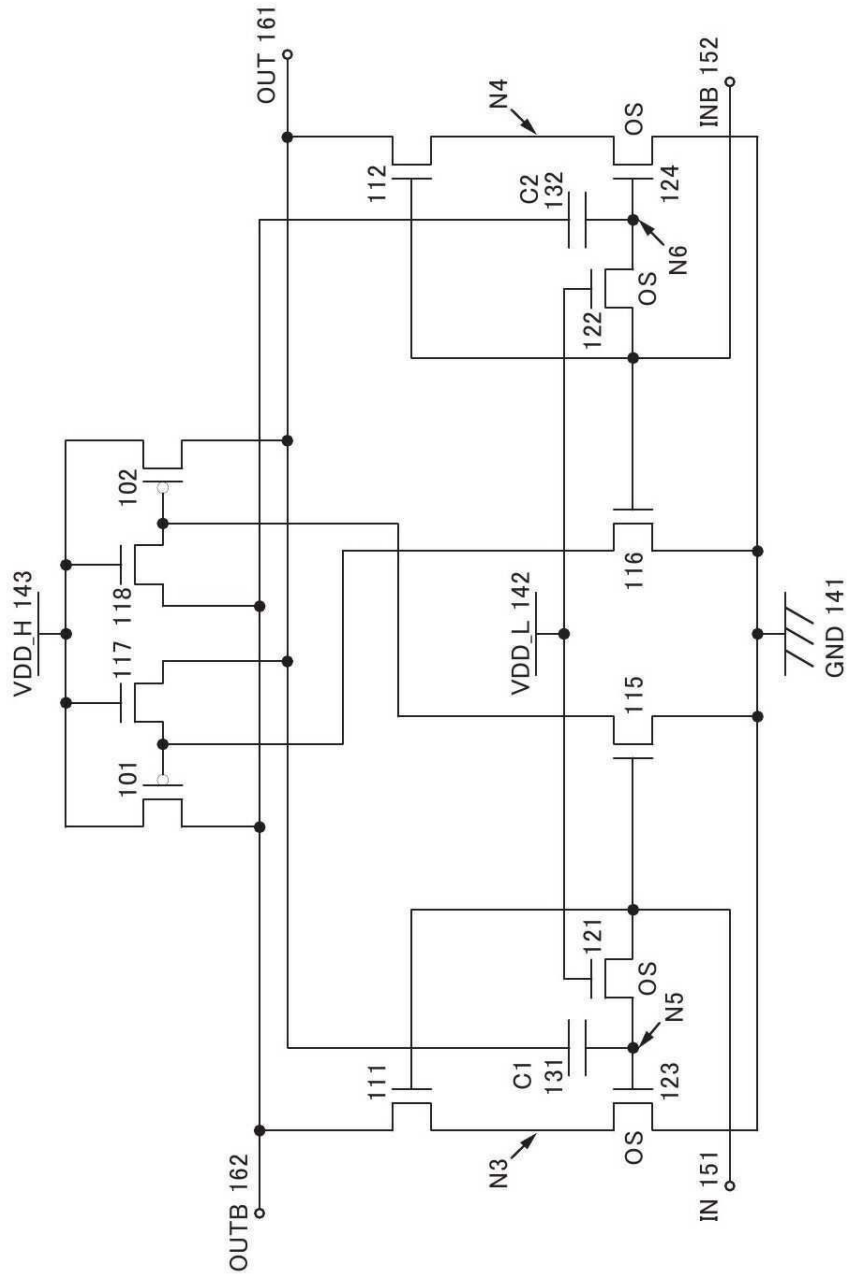 VDD_H 143
101
117
118
102
OUTB 162
OUT 161
111
N3
C1
131
121
OS
N5
123
OS
IN 151
VDD_L 142
115
116
GND 141
112
C2
132
122
OS
N6
124
OS
N4
INB 152